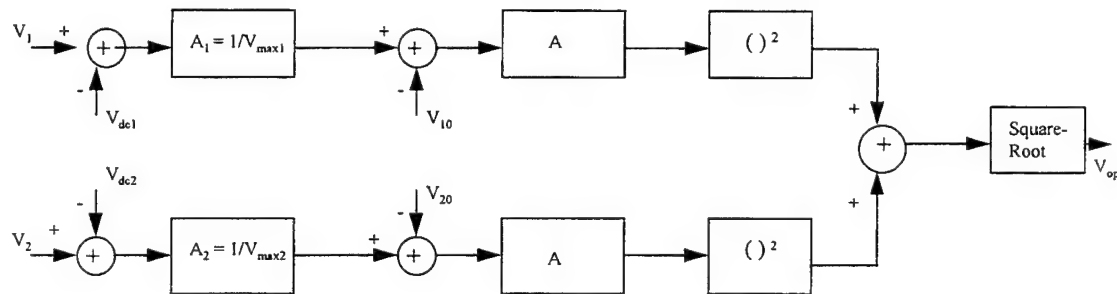 V1 + + A1 = 1/Vmax1 + + A ( )²
- Vdc1 - V10
+ + Square-Root Vop
+
Vdc2 - V20 -
V2 + + A2 = 1/Vmax2 + + A ( )²